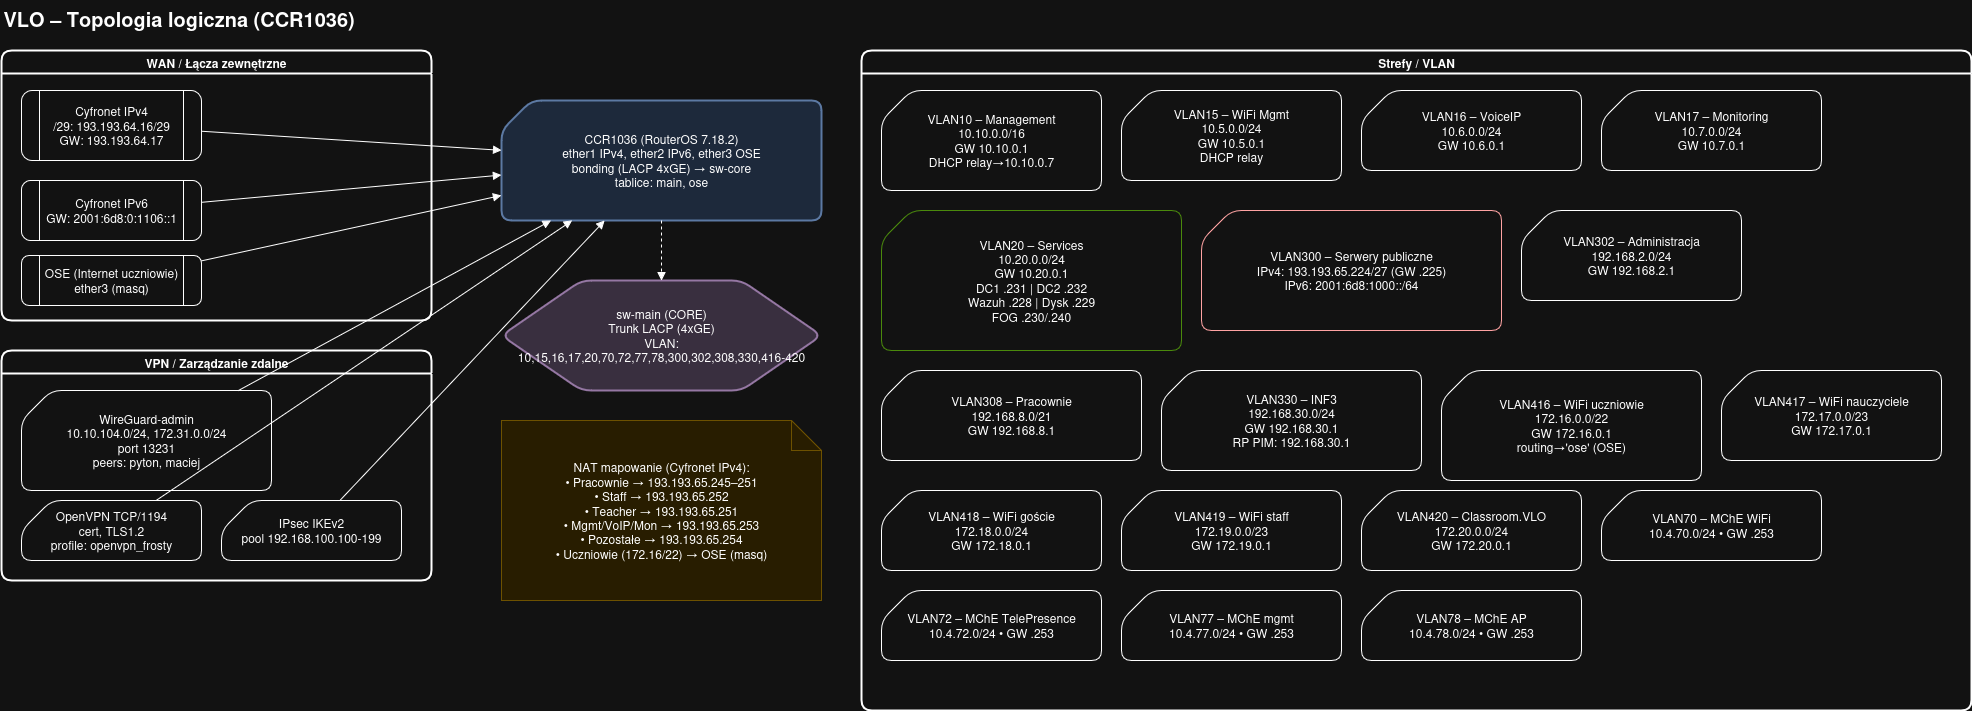 VLO – Topologia logiczna (CCR1036)
WAN / Łącza zewnętrzne
Cyfronet IPv4
/29: 193.193.64.16/29
GW: 193.193.64.17
Cyfronet IPv6
GW: 2001:6d8:0:1106::1
OSE (Internet uczniowie)
ether3 (masq)
VPN / Zarządzanie zdalne
WireGuard-admin
10.10.104.0/24, 172.31.0.0/24
port 13231
peers: pyton, maciej
OpenVPN TCP/1194
cert, TLS1.2
profile: openvpn_frosty
IPsec IKEv2
pool 192.168.100.100-199
CCR1036 (RouterOS 7.18.2)
ether1 IPv4, ether2 IPv6, ether3 OSE
bonding (LACP 4xGE) → sw-core
tablice: main, ose
sw-main (CORE)
Trunk LACP (4xGE)
VLAN:
10,15,16,17,20,70,72,77,78,300,302,308,330,416-420
NAT mapowanie (Cyfronet IPv4):
• Pracownie → 193.193.65.245–251
• Staff → 193.193.65.252
• Teacher → 193.193.65.251
• Mgmt/VoIP/Mon → 193.193.65.253
• Pozostałe → 193.193.65.254
• Uczniowie (172.16/22) → OSE (masq)
Strefy / VLAN
VLAN10 – Management
10.10.0.0/16
GW 10.10.0.1
DHCP relay→10.10.0.7
VLAN15 – WiFi Mgmt
10.5.0.0/24
GW 10.5.0.1
DHCP relay
VLAN16 – VoiceIP
10.6.0.0/24
GW 10.6.0.1
VLAN17 – Monitoring
10.7.0.0/24
GW 10.7.0.1
VLAN20 – Services
10.20.0.0/24
GW 10.20.0.1
DC1 .231 | DC2 .232
Wazuh .228 | Dysk .229
FOG .230/.240
VLAN300 – Serwery publiczne
IPv4: 193.193.65.224/27 (GW .225)
IPv6: 2001:6d8:1000::/64
VLAN302 – Administracja
192.168.2.0/24
GW 192.168.2.1
VLAN308 – Pracownie
192.168.8.0/21
GW 192.168.8.1
VLAN330 – INF3
192.168.30.0/24
GW 192.168.30.1
RP PIM: 192.168.30.1
VLAN416 – WiFi uczniowie
172.16.0.0/22
GW 172.16.0.1
routing→'ose' (OSE)
VLAN417 – WiFi nauczyciele
172.17.0.0/23
GW 172.17.0.1
VLAN418 – WiFi goście
172.18.0.0/24
GW 172.18.0.1
VLAN419 – WiFi staff
172.19.0.0/23
GW 172.19.0.1
VLAN420 – Classroom.VLO
172.20.0.0/24
GW 172.20.0.1
VLAN70 – MChE WiFi
10.4.70.0/24 • GW .253
VLAN72 – MChE TelePresence
10.4.72.0/24 • GW .253
VLAN77 – MChE mgmt
10.4.77.0/24 • GW .253
VLAN78 – MChE AP
10.4.78.0/24 • GW .253